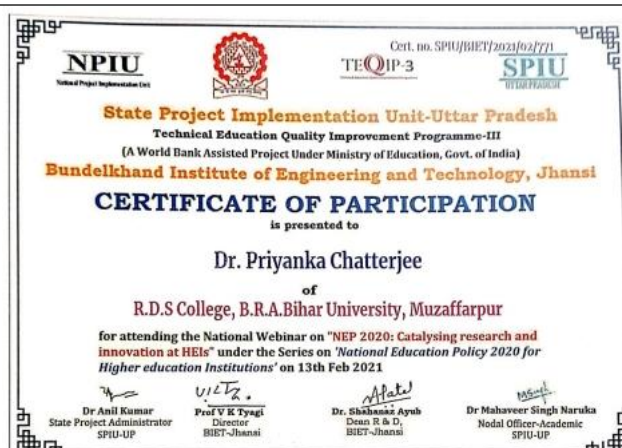 Cert. no. SPIU/BIET/2021/02/771
NPIU
National Project Implementation Unit
TEQIP-3
SPIU
UTTAR PRADESH
State Project Implementation Unit-Uttar Pradesh
Technical Education Quality Improvement Programme-III
(A World Bank Assisted Project Under Ministry of Education, Govt. of India)
Bundelkhand Institute of Engineering and Technology, Jhansi
CERTIFICATE OF PARTICIPATION
is presented to
Dr. Priyanka Chatterjee
of
R.D.S College, B.R.A.Bihar University, Muzaffarpur
for attending the National Webinar on "NEP 2020: Catalysing research and
innovation at HEIs" under the Series on 'National Education Policy 2020 for
Higher education Institutions' on 13th Feb 2021
Dr Anil Kumar
State Project Administrator
SPIU-UP
Prof V K Tyagi
Director
BIET-Jhansi
Dr. Shahanaz Ayub
Dean R & D,
BIET-Jhansi
Dr Mahaveer Singh Naruka
Nodal Officer-Academic
SPIU-UP